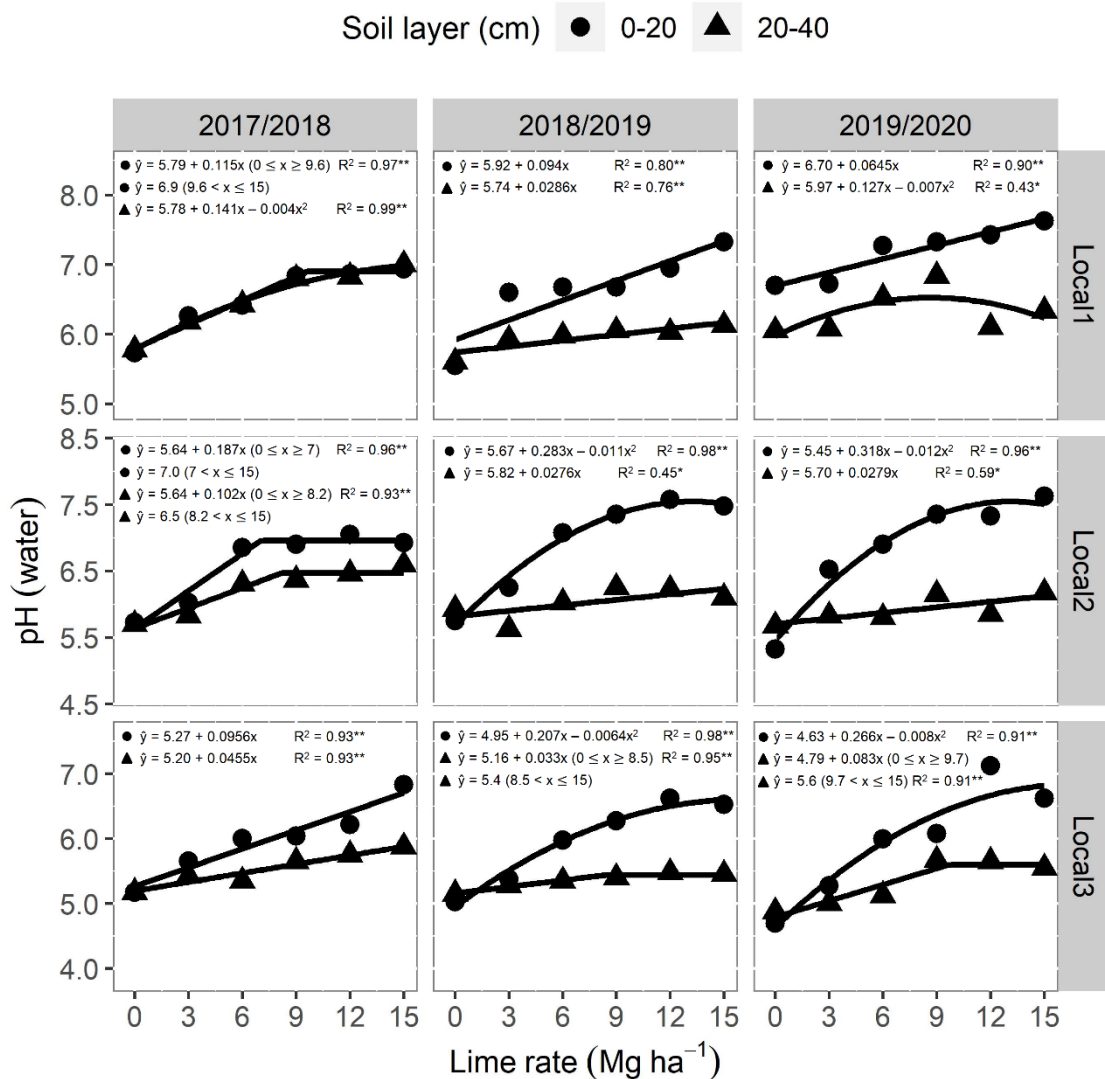 Soil layer (cm) ● 0-20 ▲ 20-40
2017/2018 2018/2019 2019/2020
● ŷ = 5.79 + 0.115x (0 ≤ x ≥ 9.6) R² = 0.97**
● ŷ = 6.9 (9.6 < x ≤ 15)
▲ ŷ = 5.78 + 0.141x − 0.004x² R² = 0.99**
● ŷ = 5.92 + 0.094x R² = 0.80**
▲ ŷ = 5.74 + 0.0286x R² = 0.76**
● ŷ = 6.70 + 0.0645x R² = 0.90**
▲ ŷ = 5.97 + 0.127x − 0.007x² R² = 0.43*
Local1
8.0
7.0
6.0
5.0
● ŷ = 5.64 + 0.187x (0 ≤ x ≥ 7) R² = 0.96**
● ŷ = 7.0 (7 < x ≤ 15)
▲ ŷ = 5.64 + 0.102x (0 ≤ x ≥ 8.2) R² = 0.93**
▲ ŷ = 6.5 (8.2 < x ≤ 15)
● ŷ = 5.67 + 0.283x − 0.011x² R² = 0.98**
▲ ŷ = 5.82 + 0.0276x R² = 0.45*
● ŷ = 5.45 + 0.318x − 0.012x² R² = 0.96**
▲ ŷ = 5.70 + 0.0279x R² = 0.59*
Local2
8.5
7.5
6.5
5.5
4.5
pH (water)
● ŷ = 5.27 + 0.0956x R² = 0.93**
▲ ŷ = 5.20 + 0.0455x R² = 0.93**
● ŷ = 4.95 + 0.207x − 0.0064x² R² = 0.98**
▲ ŷ = 5.16 + 0.033x (0 ≤ x ≥ 8.5) R² = 0.95**
▲ ŷ = 5.4 (8.5 < x ≤ 15)
● ŷ = 4.63 + 0.266x − 0.008x² R² = 0.91**
▲ ŷ = 4.79 + 0.083x (0 ≤ x ≥ 9.7)
▲ ŷ = 5.6 (9.7 < x ≤ 15) R² = 0.91**
Local3
7.0
6.0
5.0
4.0
0 3 6 9 12 15 0 3 6 9 12 15 0 3 6 9 12 15
Lime rate (Mg ha⁻¹)